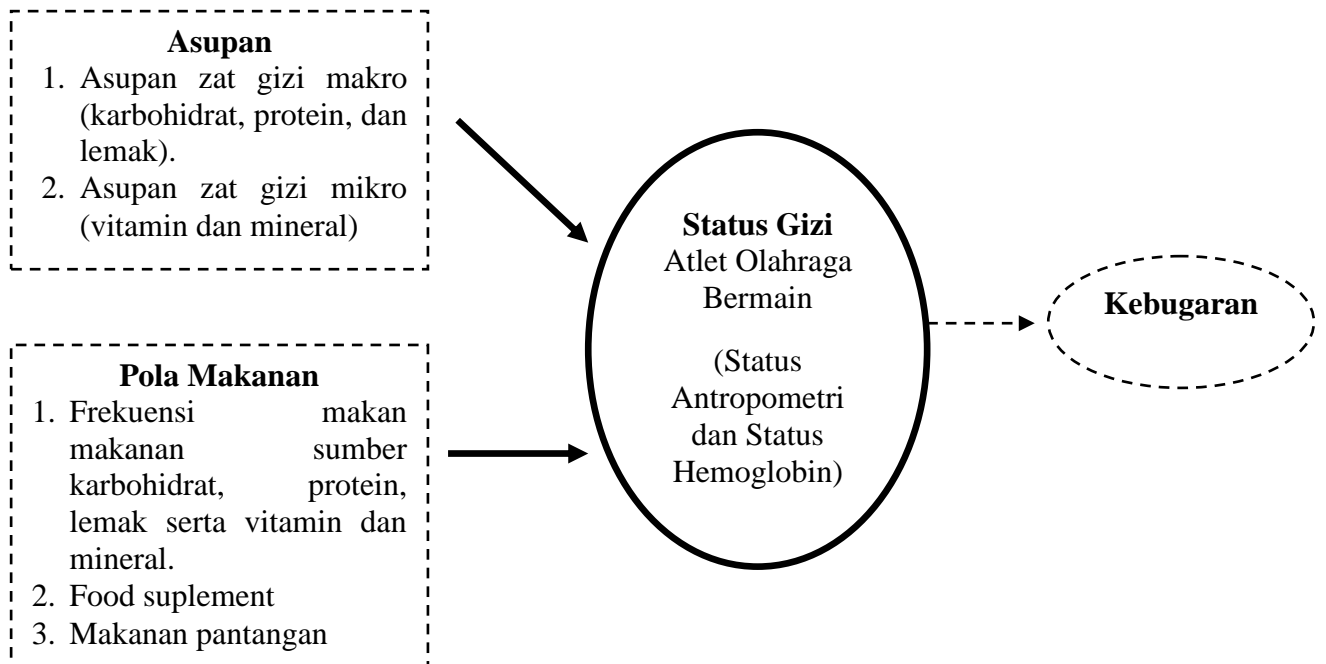 Asupan
1. Asupan zat gizi makro
(karbohidrat, protein, dan
lemak).
2. Asupan zat gizi mikro
(vitamin dan mineral)
Pola Makanan
1. Frekuensi makan
makanan sumber
karbohidrat, protein,
lemak serta vitamin dan
mineral.
2. Food suplement
3. Makanan pantangan
Status Gizi
Atlet Olahraga
Bermain
(Status
Antropometri
dan Status
Hemoglobin)
Kebugaran